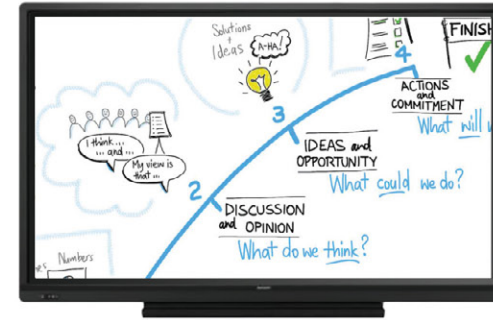 Solutions
+
Ideas
A-HA!
FINISH
4
ACTIONS
and
COMMITMENT
What will
3
IDEAS and
OPPORTUNITY
What could we do?
I think...
... and...
My view is
that ...
2
DISCUSSION
and OPINION
What do we think?
Numbers